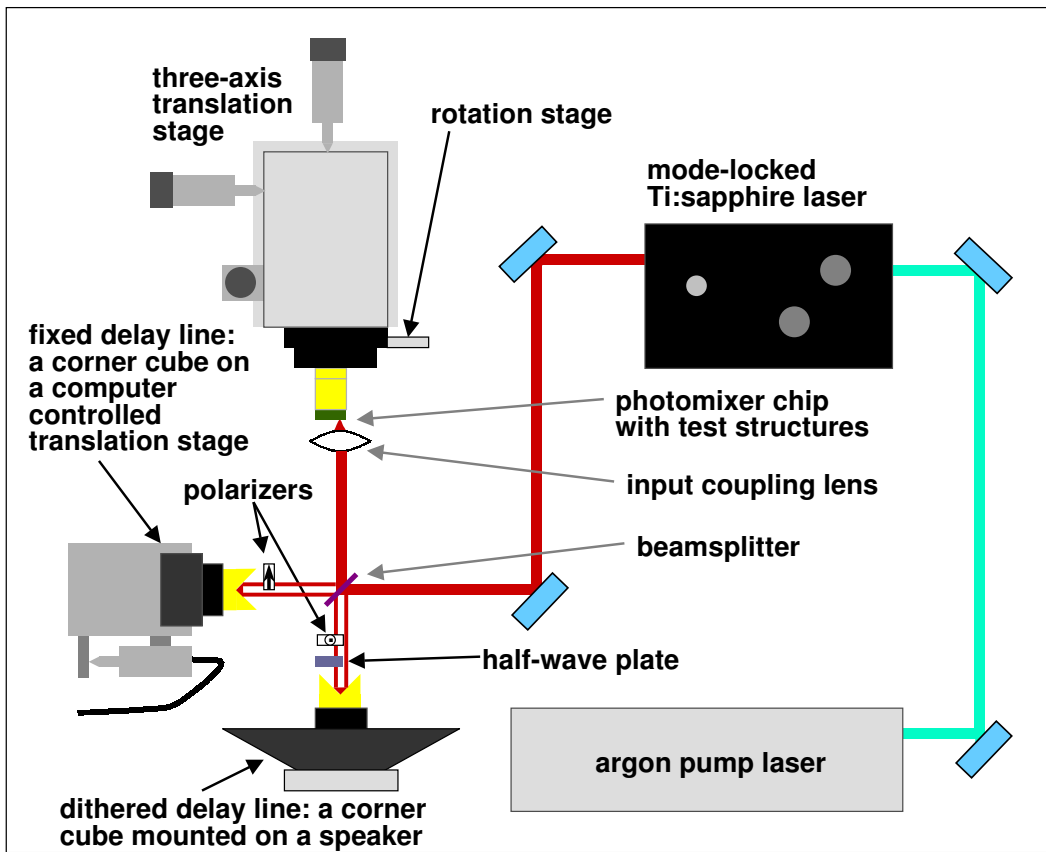 three-axis
translation
stage
rotation stage
mode-locked
Ti:sapphire laser
fixed delay line:
a corner cube on
a computer
controlled
translation stage
photomixer chip
with test structures
input coupling lens
polarizers
beamsplitter
half-wave plate
argon pump laser
dithered delay line: a corner
cube mounted on a speaker